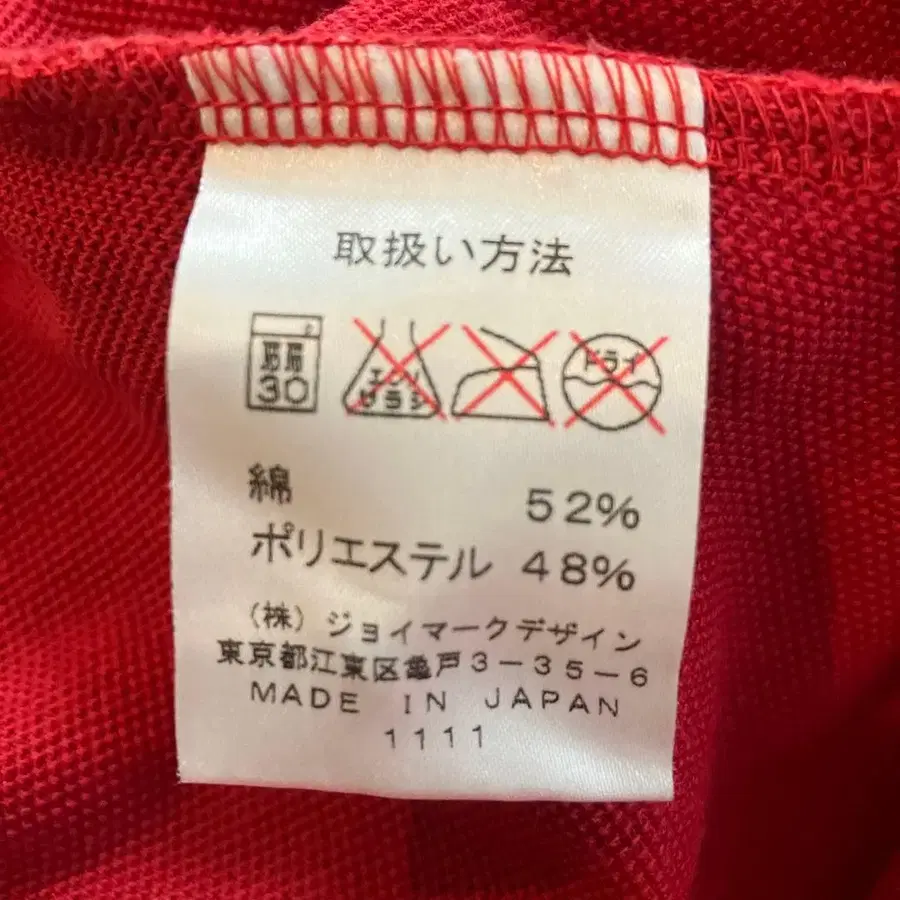 取扱い方法
30
エンソ
サラシ
ドライ
綿 52%
ポリエステル 48%
(株) ジョイマークデザイン
東京都江東区亀戸3-35-6
MADE IN JAPAN
1111